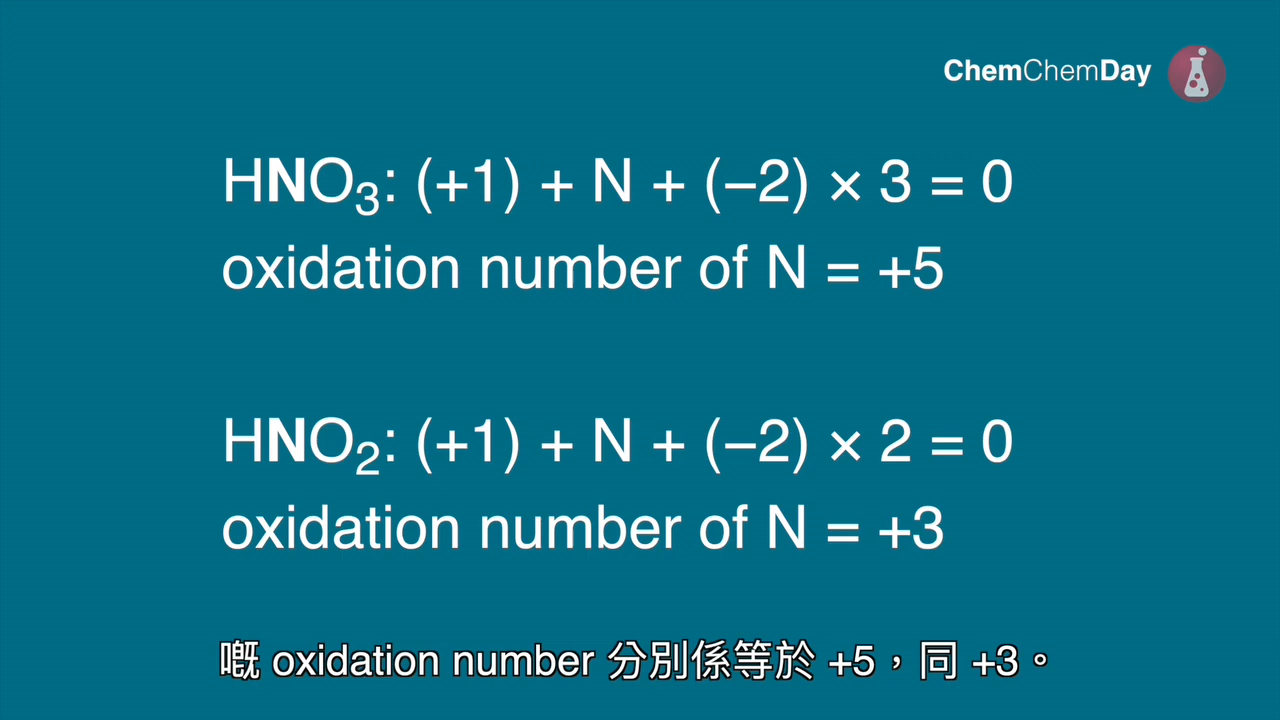 ChemChemDay
HNO₃: (+1) + N + (−2) × 3 = 0
oxidation number of N = +5
HNO₂: (+1) + N + (−2) × 2 = 0
oxidation number of N = +3
嘅 oxidation number 分別係等於 +5，同 +3。